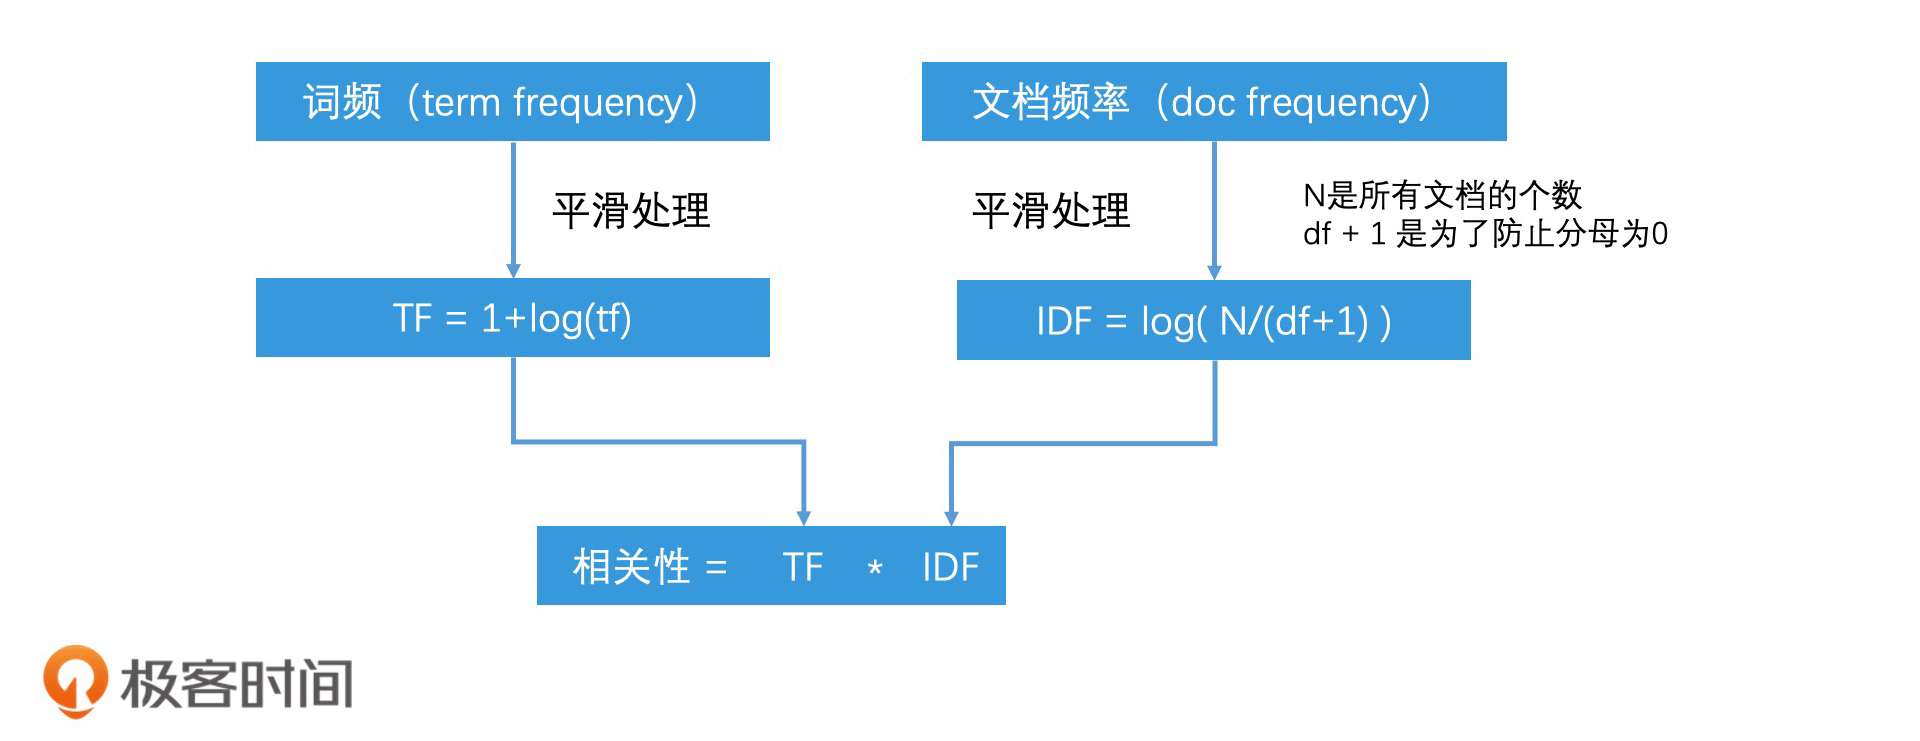 词频（term frequency）
文档频率（doc frequency）
平滑处理
平滑处理
N是所有文档的个数
df + 1 是为了防止分母为0
TF = 1+log(tf)
IDF = log( N/(df+1) )
相关性 = TF * IDF
极客时间